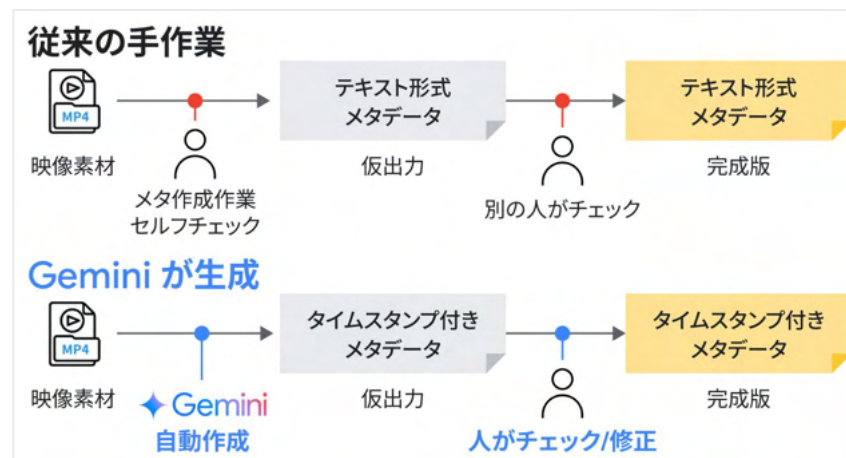 従来の手作業
MP4
テキスト形式
メタデータ
テキスト形式
メタデータ
映像素材
仮出力
完成版
メタ作成作業
セルフチェック
別の人がチェック
Gemini が生成
MP4
タイムスタンプ付き
メタデータ
タイムスタンプ付き
メタデータ
映像素材
Gemini
仮出力
完成版
自動作成
人がチェック/修正